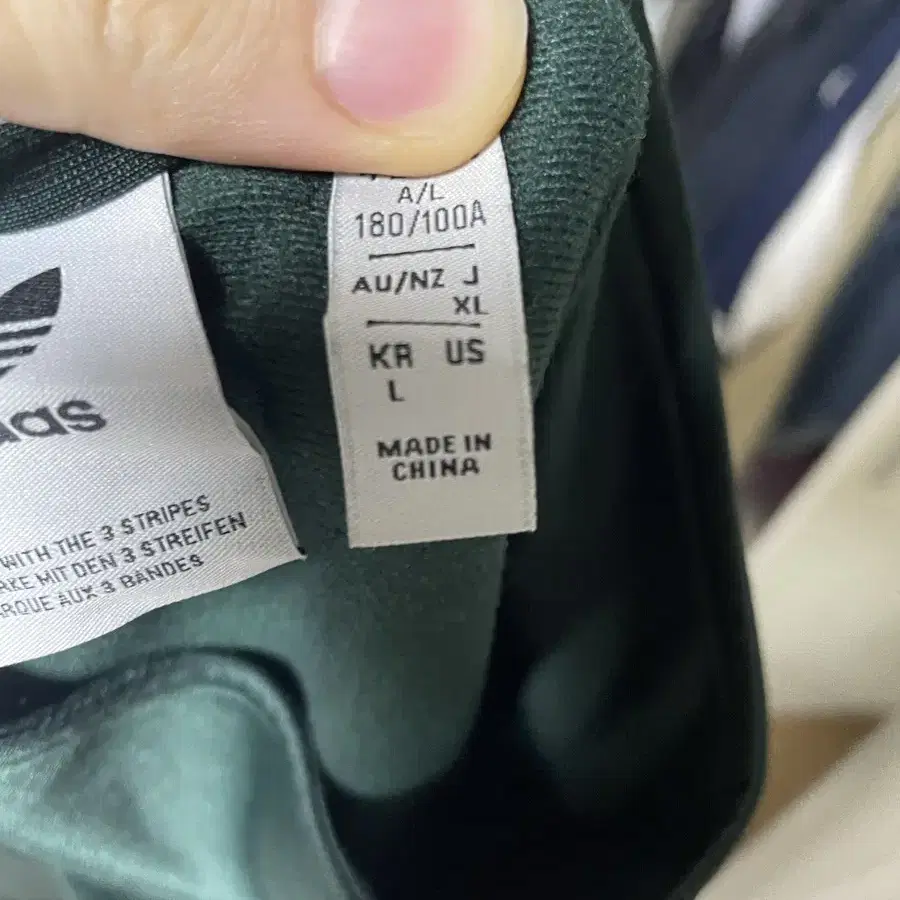 A/L
180/100A
AU/NZ J
XL
KR US
L
MADE IN
CHINA
WITH THE 3 STRIPES
MIT DEN 3 STREIFEN
AUX 3 BANDES